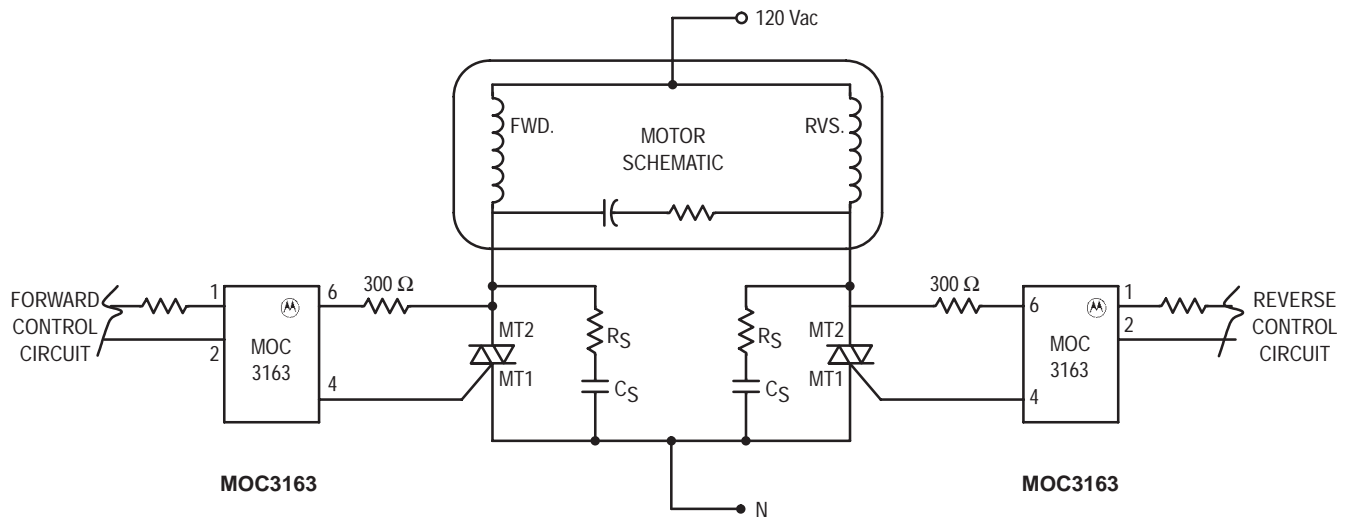 120 Vac
FWD.
RVS.
MOTOR
SCHEMATIC
FORWARD
CONTROL
CIRCUIT
1
2
6
4
MOC
3163
300 Ω
MT2
MT1
RS
CS
RS
CS
MT2
MT1
300 Ω
6
4
MOC
3163
1
2
REVERSE
CONTROL
CIRCUIT
MOC3163
MOC3163
N